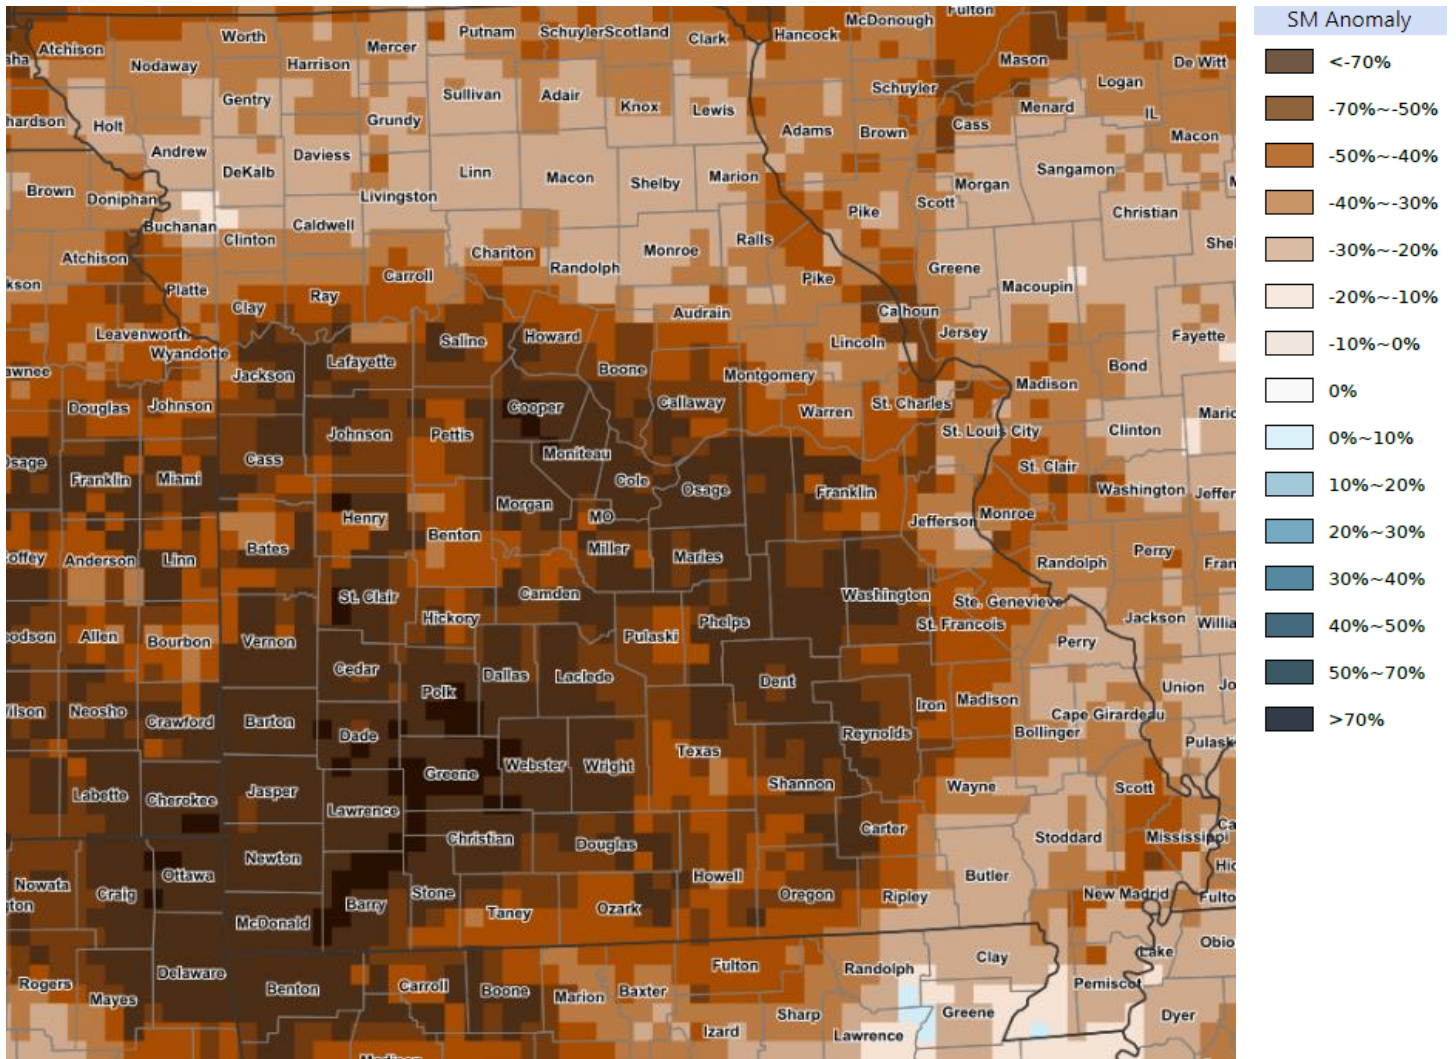 Fulton
McDonough
SM Anomaly
Worth
Putnam
Schuyler
Scotland
Clark
Hancock
Atchison
Mercer
Nodaway
Harrison
Mason
De Witt
<-70%
Schuyler
Logan
Gentry
Sullivan
Adair
Knox
Lewis
Menard
IL
-70%~-50%
Holt
Grundy
Adams
Brown
Cass
Macon
Andrew
Daviess
-50%~-40%
DeKalb
Linn
Macon
Shelby
Marion
Sangamon
Brown
Doniphan
Livingston
Morgan
-40%~-30%
Buchanan
Caldwell
Pike
Scott
Christian
Clinton
Chariton
Monroe
Ralls
-30%~-20%
Atchison
Carroll
Randolph
Pike
Greene
Macoupin
Platte
Ray
-20%~-10%
Clay
Audrain
Calhoun
Leavenworth
Saline
Howard
Lincoln
Jersey
Fayette
-10%~0%
Wyandotte
Lafayette
Jackson
Boone
Montgomery
Madison
Bond
0%
Douglas
Johnson
Cooper
Callaway
Warren
St. Charles
Johnson
Pettis
St. Louis City
Clinton
0%~10%
Cass
Moniteau
St. Clair
Franklin
Miami
Cole
Osage
Franklin
Washington
10%~20%
Morgan
Henry
MO
Jefferson
Monroe
20%~30%
Anderson
Linn
Bates
Benton
Miller
Maries
Randolph
Perry
30%~40%
St. Clair
Camden
Washington
Ste. Genevieve
40%~50%
Hickory
Phelps
St. Francois
Jackson
Allen
Bourbon
Vernon
Pulaski
Perry
50%~70%
Cedar
Dallas
Laclede
Dent
Union
Polk
Iron
Madison
>70%
Neosho
Crawford
Barton
Dade
Reynolds
Cape Girardeau
Bollinger
Texas
Greene
Webster
Wright
Shannon
Wayne
Scott
Labette
Cherokee
Jasper
Lawrence
Christian
Douglas
Carter
Stoddard
Mississippi
Newton
Nowata
Craig
Ottawa
Stone
Howell
Oregon
Ripley
Butler
New Madrid
Barry
Taney
Ozark
McDonald
Clay
Lake
Rogers
Delaware
Fulton
Randolph
Mayes
Benton
Carroll
Boone
Marion
Baxter
Pemiscot
Sharp
Greene
Dyer
Izard
Lawrence